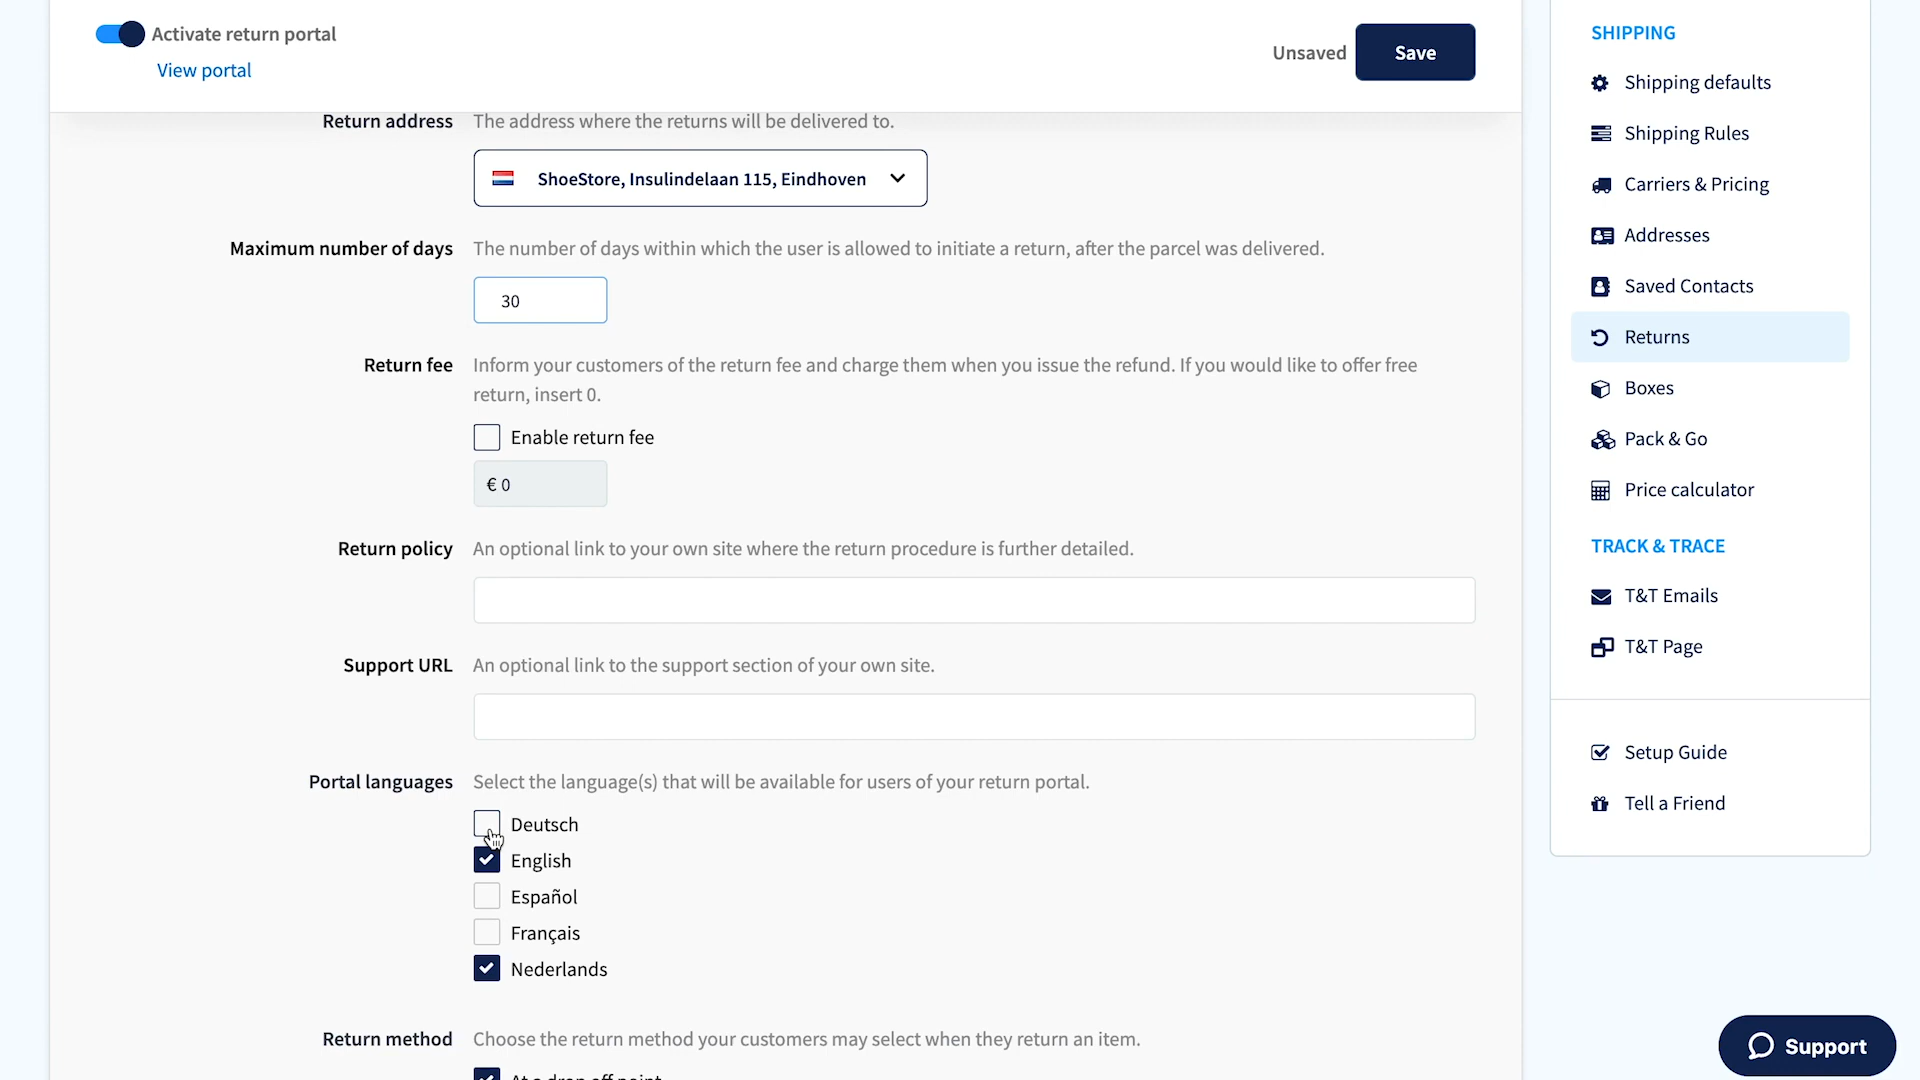 Activate return portal
View portal
Unsaved
Save
Return address
The address where the returns will be delivered to.
ShoeStore, Insulindelaan 115, Eindhoven
Maximum number of days
The number of days within which the user is allowed to initiate a return, after the parcel was delivered.
30
Return fee
Inform your customers of the return fee and charge them when you issue the refund. If you would like to offer free
return, insert 0.
Enable return fee
€ 0
Return policy
An optional link to your own site where the return procedure is further detailed.
Support URL
An optional link to the support section of your own site.
Portal languages
Select the language(s) that will be available for users of your return portal.
Deutsch
English
Español
Français
Nederlands
Return method
Choose the return method your customers may select when they return an item.
At a drop off point
SHIPPING
Shipping defaults
Shipping Rules
Carriers & Pricing
Addresses
Saved Contacts
Returns
Boxes
Pack & Go
Price calculator
TRACK & TRACE
T&T Emails
T&T Page
Setup Guide
Tell a Friend
Support